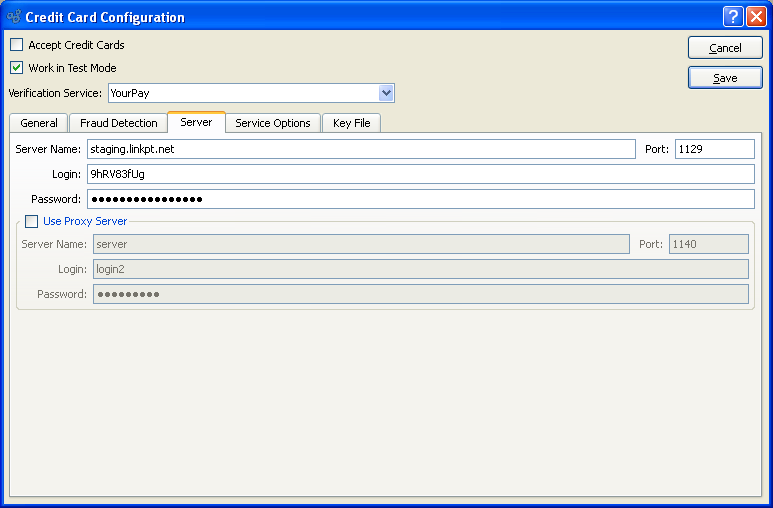 Credit Card Configuration
Accept Credit Cards
Cancel
Work in Test Mode
Save
Verification Service: YourPay
General Fraud Detection Server Service Options Key File
Server Name: staging.linkpt.net Port: 1129
Login: 9hRV83fUg
Password: ●●●●●●●●●●●●●●●●
Use Proxy Server
Server Name: server Port: 1140
Login: login2
Password: ●●●●●●●●●